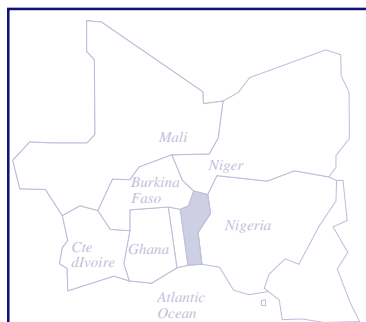 Mali
Niger
Burkina
Faso
Nigeria
Cte
dIvoire
Ghana
Atlantic
Ocean